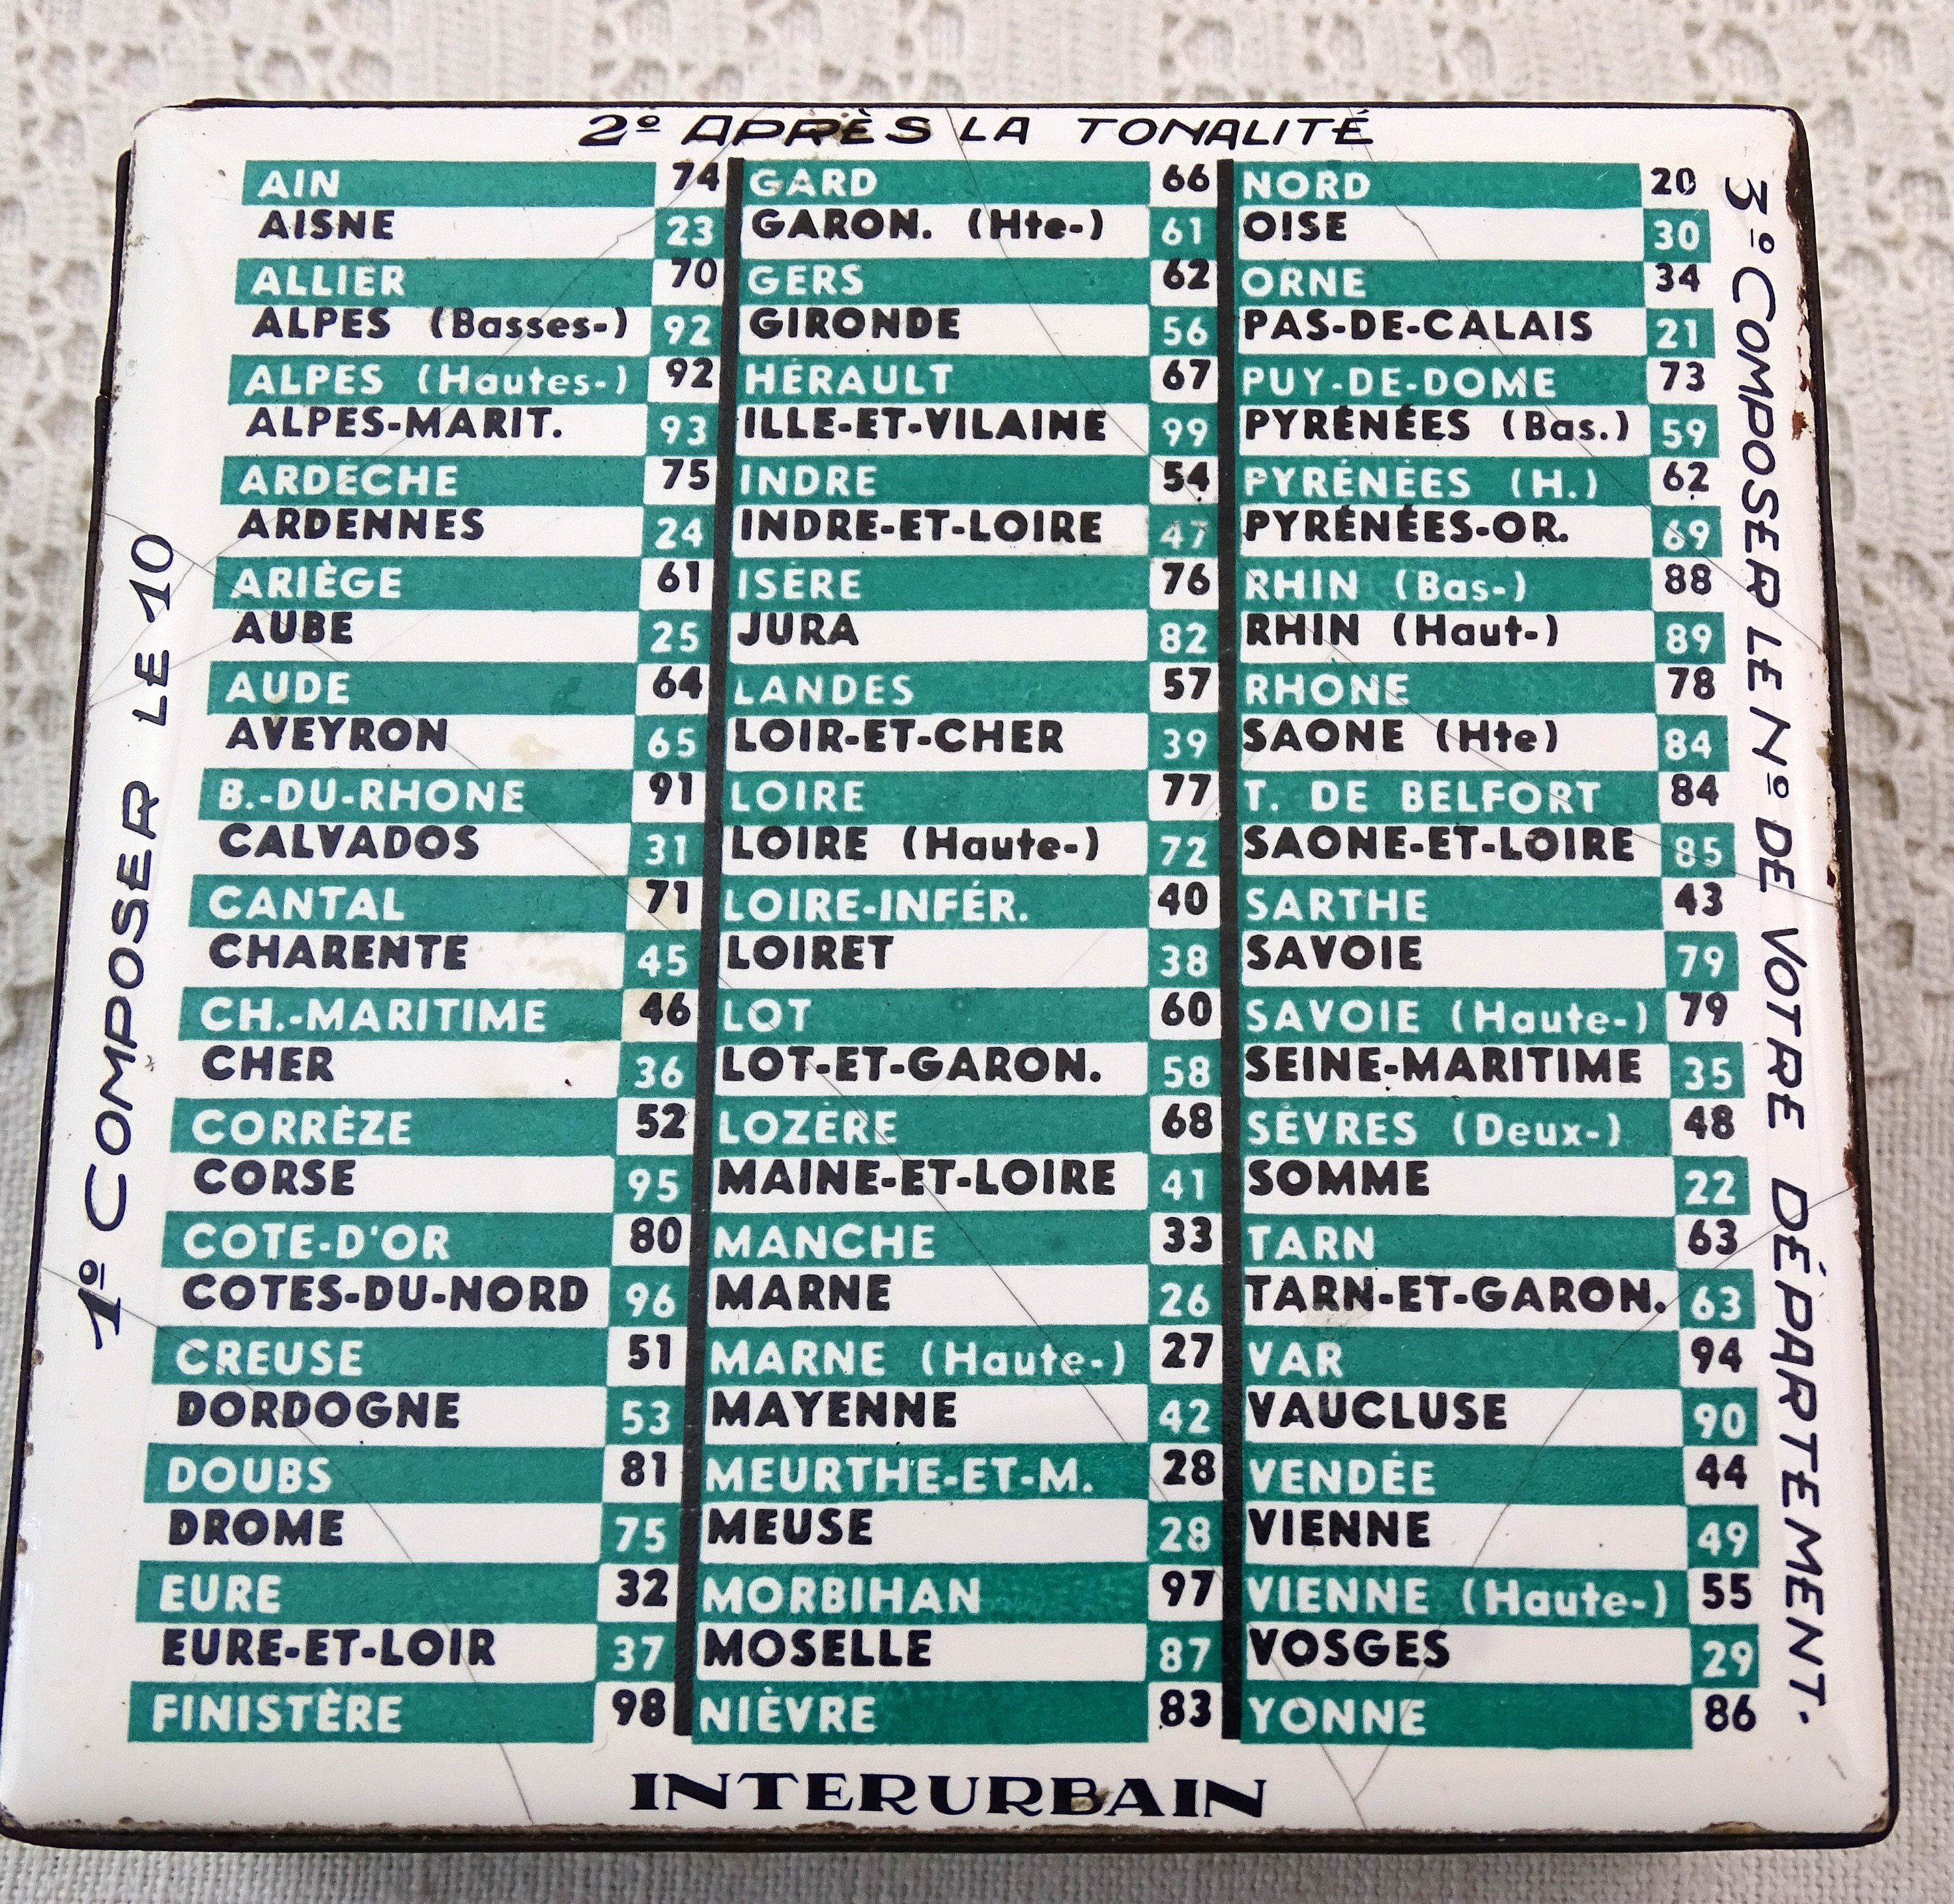 2º APRÈS LA TONALITÉ
1º COMPOSER LE 10
AIN 74
AISNE 23
ALLIER 70
ALPES (Basses-) 92
ALPES (Hautes-) 92
ALPES-MARIT. 93
ARDÈCHE 75
ARDENNES 24
ARIÈGE 61
AUBE 25
AUDE 64
AVEYRON 65
B.-DU-RHONE 91
CALVADOS 31
CANTAL 71
CHARENTE 45
CH.-MARITIME 46
CHER 36
CORRÈZE 52
CORSE 95
COTE-D'OR 80
COTES-DU-NORD 96
CREUSE 51
DORDOGNE 53
DOUBS 81
DROME 75
EURE 32
EURE-ET-LOIR 37
FINISTÈRE 98
GARD 66
GARON. (Hte-) 61
GERS 62
GIRONDE 56
HÉRAULT 67
ILLE-ET-VILAINE 99
INDRE 54
INDRE-ET-LOIRE 47
ISÈRE 76
JURA 82
LANDES 57
LOIR-ET-CHER 39
LOIRE 77
LOIRE (Haute-) 72
LOIRE-INFÉR. 40
LOIRET 38
LOT 60
LOT-ET-GARON. 58
LOZÈRE 68
MAINE-ET-LOIRE 41
MANCHE 33
MARNE 26
MARNE (Haute-) 27
MAYENNE 42
MEURTHE-ET-M. 28
MEUSE 28
MORBIHAN 97
MOSELLE 87
NIÈVRE 83
NORD 20
OISE 30
ORNE 34
PAS-DE-CALAIS 21
PUY-DE-DOME 73
PYRÉNÉES (Bas.) 59
PYRÉNÉES (H.) 62
PYRÉNÉES-OR. 69
RHIN (Bas-) 88
RHIN (Haut-) 89
RHONE 78
SAONE (Hte) 84
T. DE BELFORT 84
SAONE-ET-LOIRE 85
SARTHE 43
SAVOIE 79
SAVOIE (Haute-) 79
SEINE-MARITIME 35
SÈVRES (Deux-) 48
SOMME 22
TARN 63
TARN-ET-GARON. 63
VAR 94
VAUCLUSE 90
VENDÉE 44
VIENNE 49
VIENNE (Haute-) 55
VOSGES 29
YONNE 86
3º COMPOSER LE Nº DE VOTRE DÉPARTEMENT.
INTERURBAIN